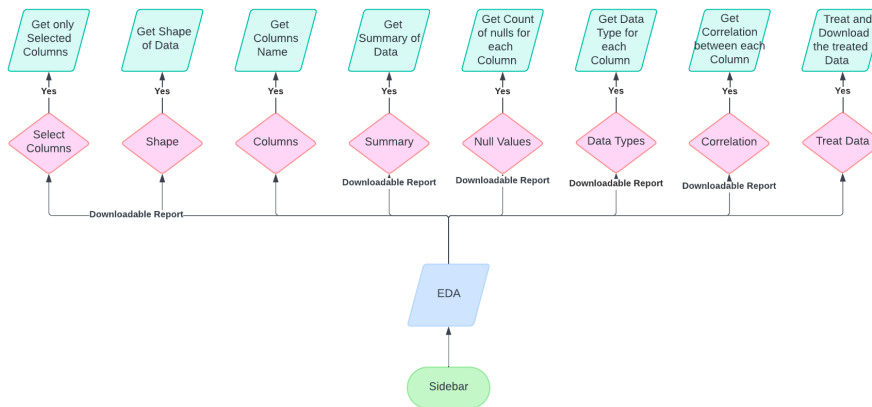 Get only
Selected
Columns
Get Shape
of Data
Get
Columns
Name
Get
Summary of
Data
Get Count
of nulls for
each
Column
Get Data
Type for
each
Column
Get
Correlation
between each
Column
Treat and
Download
the treated
Data
Yes
Yes
Yes
Yes
Yes
Yes
Yes
Yes
Select
Columns
Shape
Columns
Summary
Null Values
Data Types
Correlation
Treat Data
Downloadable Report
Downloadable Report
Downloadable Report
Downloadable Report
Downloadable Report
EDA
Sidebar